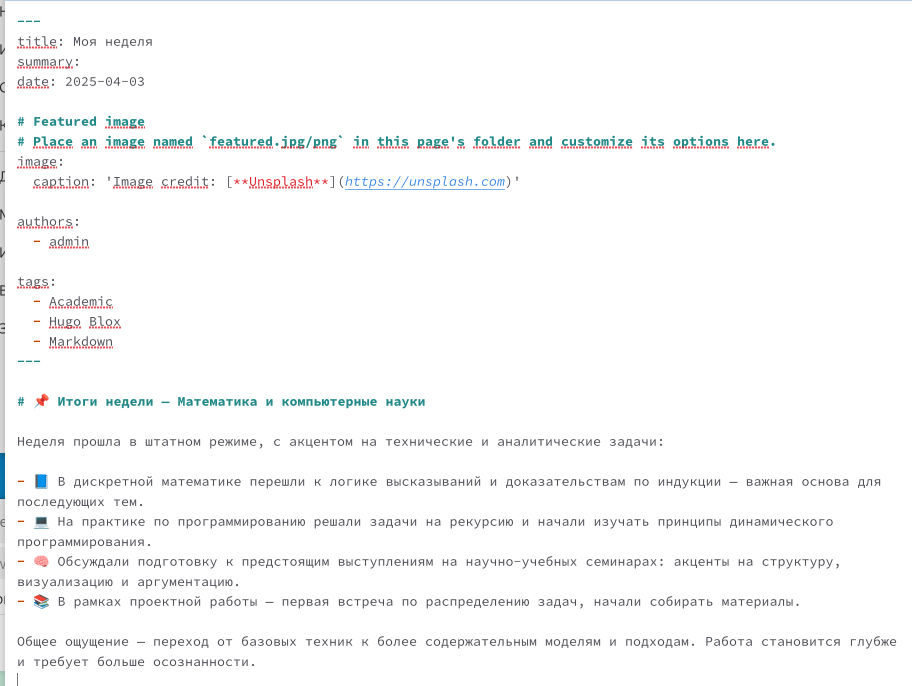 ---
title: Моя неделя
summary:
date: 2025-04-03
# Featured image
# Place an image named `featured.jpg/png` in this page's folder and customize its options here.
image:
  caption: 'Image credit: [**Unsplash**](https://unsplash.com)'
authors:
  - admin
tags:
  - Academic
  - Hugo Blox
  - Markdown
---
# 📌 Итоги недели — Математика и компьютерные науки
Неделя прошла в штатном режиме, с акцентом на технические и аналитические задачи:
- 📘 В дискретной математике перешли к логике высказываний и доказательствам по индукции — важная основа для
последующих тем.
- 💻 На практике по программированию решали задачи на рекурсию и начали изучать принципы динамического
программирования.
- 🧠 Обсуждали подготовку к предстоящим выступлениям на научно-учебных семинарах: акценты на структуру,
визуализацию и аргументацию.
- 📚 В рамках проектной работы — первая встреча по распределению задач, начали собирать материалы.
Общее ощущение — переход от базовых техник к более содержательным моделям и подходам. Работа становится глубже
и требует больше осознанности.